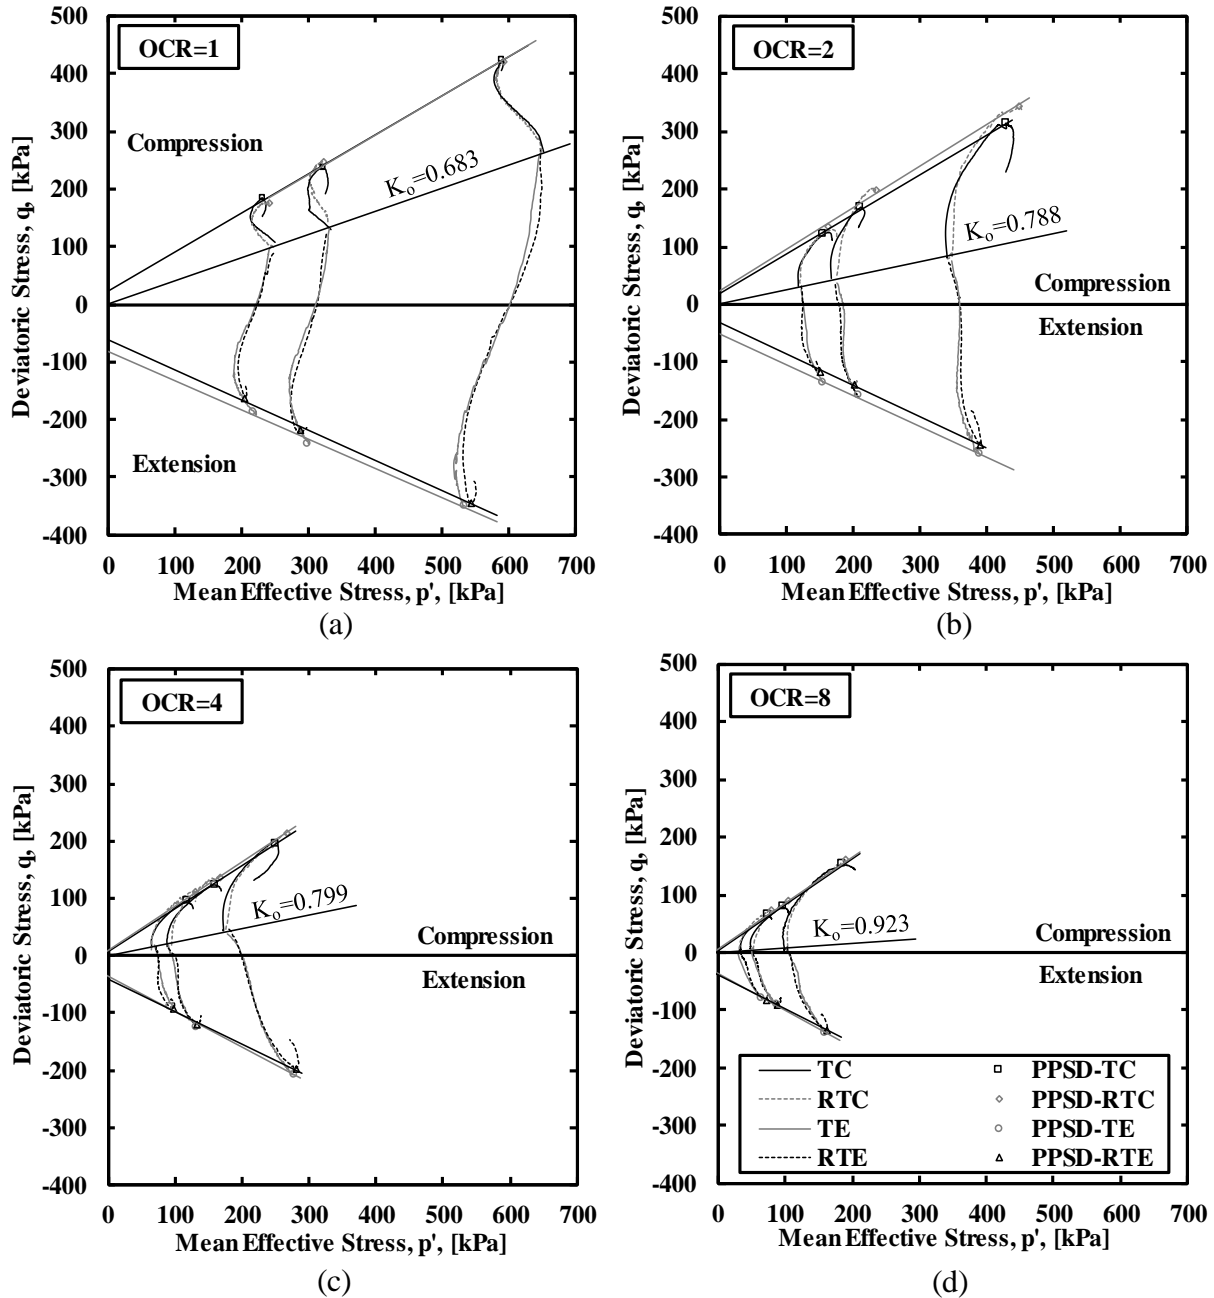 500
400
300
200
100
0
-100
-200
-300
-400
Deviatoric Stress, q, [kPa]
OCR=1
Compression
K₀=0.683
Extension
0 100 200 300 400 500 600 700
Mean Effective Stress, p', [kPa]
(a)
500
400
300
200
100
0
-100
-200
-300
-400
Deviatoric Stress, q, [kPa]
OCR=2
K₀=0.788
Compression
Extension
0 100 200 300 400 500 600 700
Mean Effective Stress, p', [kPa]
(b)
500
400
300
200
100
0
-100
-200
-300
-400
Deviatoric Stress, q, [kPa]
OCR=4
K₀=0.799
Compression
Extension
0 100 200 300 400 500 600 700
Mean Effective Stress, p', [kPa]
(c)
500
400
300
200
100
0
-100
-200
-300
-400
Deviatoric Stress, q, [kPa]
OCR=8
K₀=0.923
Compression
Extension
TC PPSD-TC
RTC PPSD-RTC
TE PPSD-TE
RTE PPSD-RTE
0 100 200 300 400 500 600 700
Mean Effective Stress, p', [kPa]
(d)